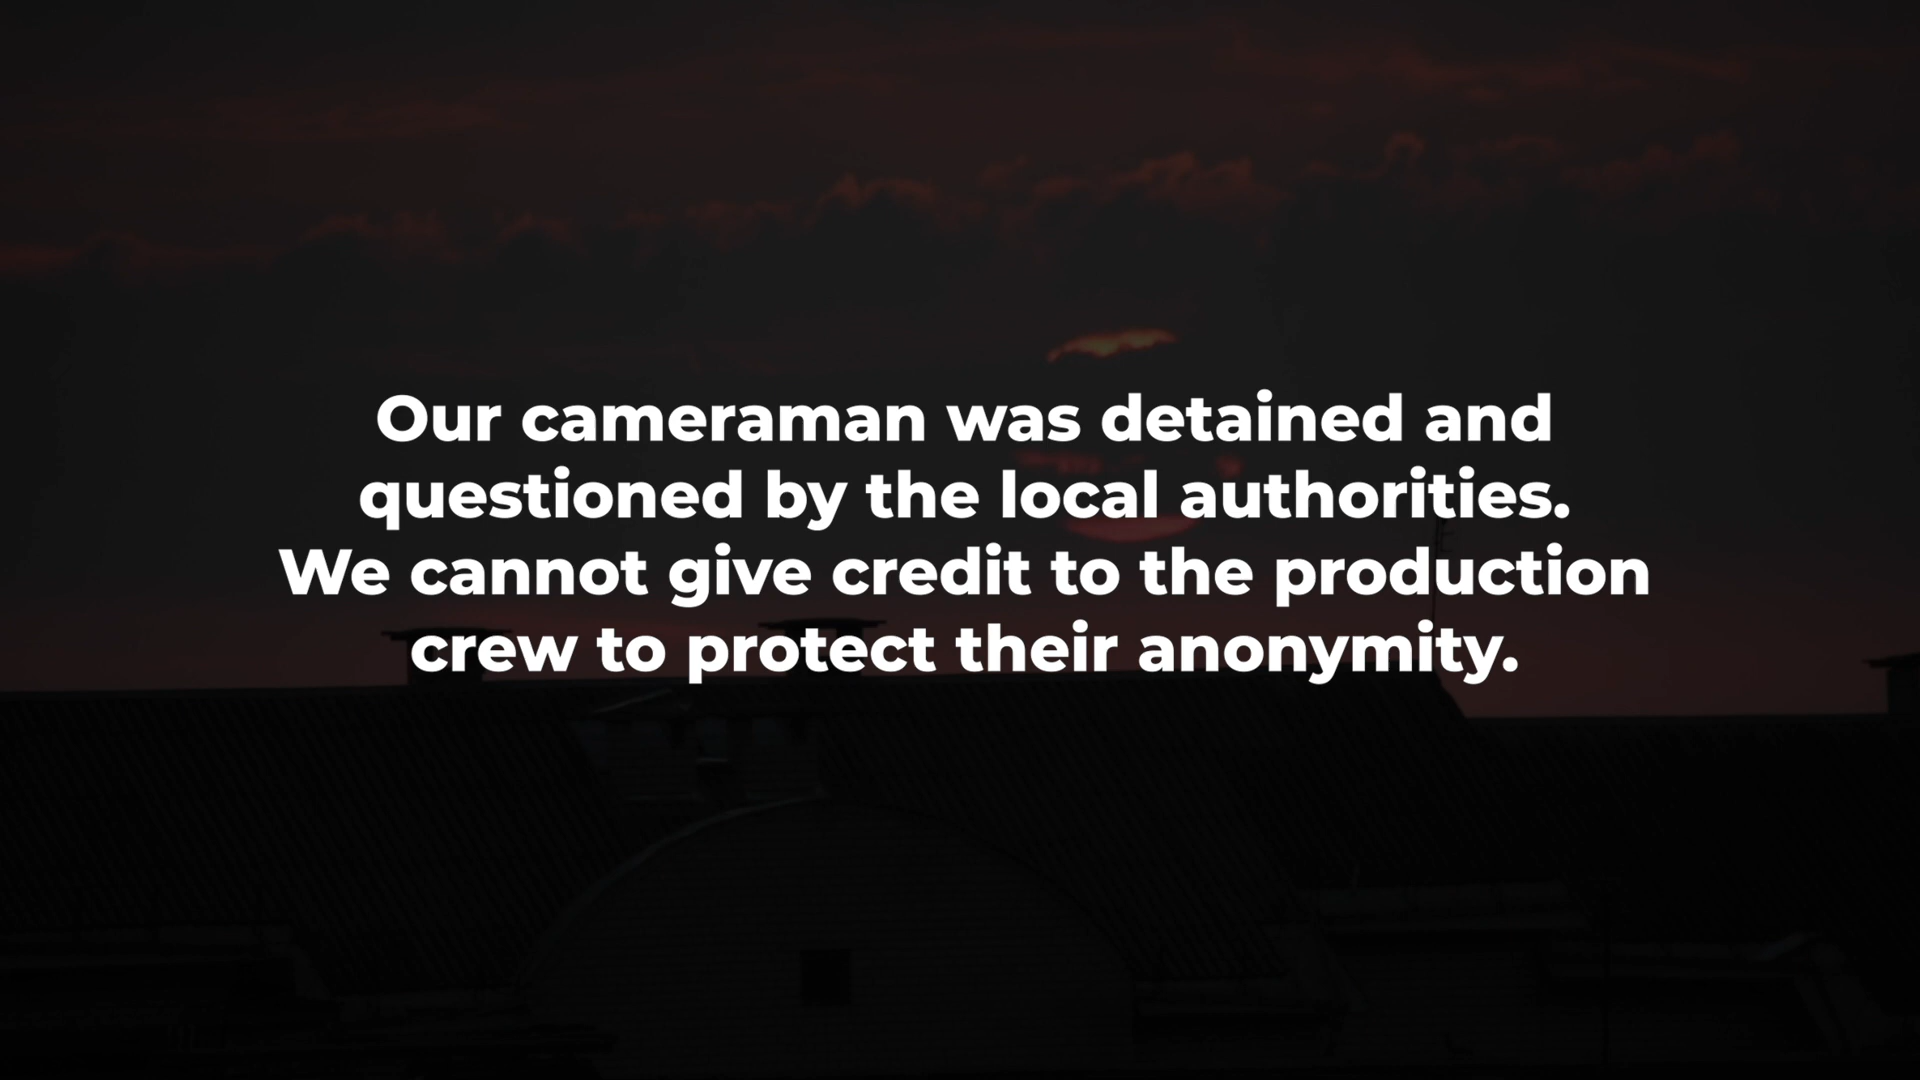 Our cameraman was detained and
questioned by the local authorities.
We cannot give credit to the production
crew to protect their anonymity.